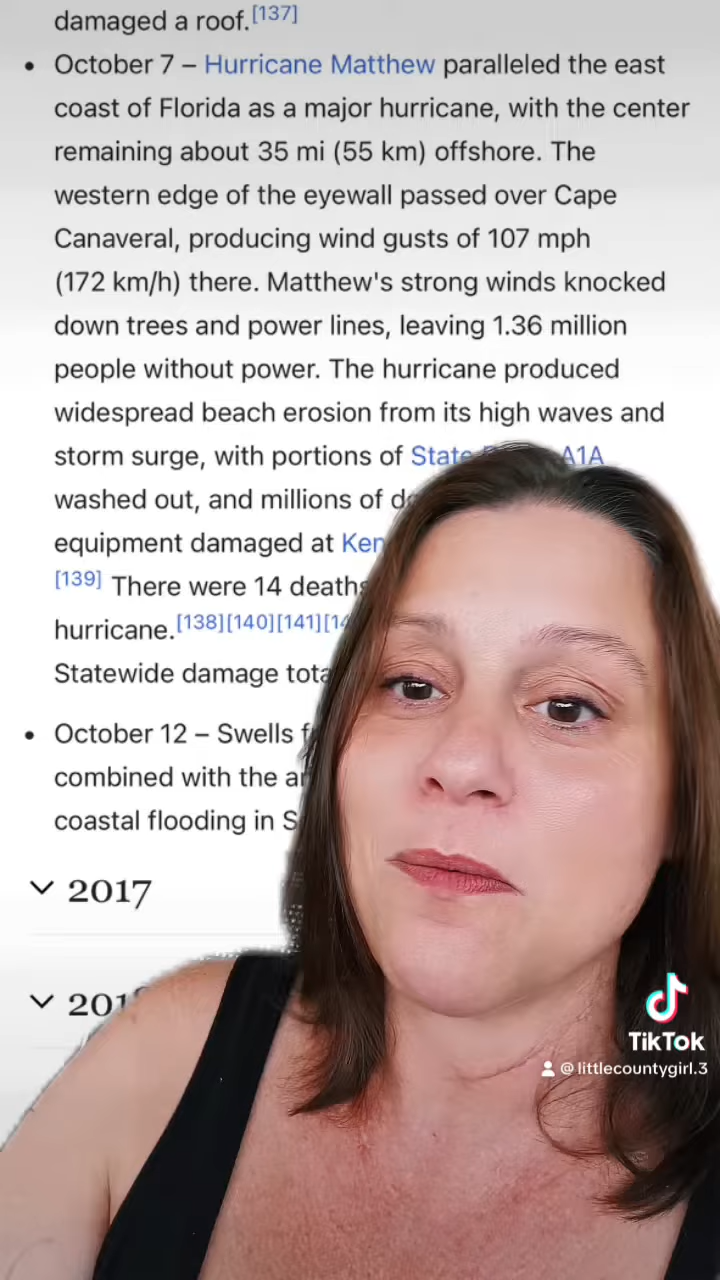 damaged a roof.[137]
• October 7 – Hurricane Matthew paralleled the east
coast of Florida as a major hurricane, with the center
remaining about 35 mi (55 km) offshore. The
western edge of the eyewall passed over Cape
Canaveral, producing wind gusts of 107 mph
(172 km/h) there. Matthew's strong winds knocked
down trees and power lines, leaving 1.36 million
people without power. The hurricane produced
widespread beach erosion from its high waves and
storm surge, with portions of State A1A
washed out, and millions of
equipment damaged at
[139] There were 14 deaths
hurricane.[138][140][141]
Statewide damage
• October 12 – Swells
combined with the
coastal flooding in
2017
TikTok
@littlecountygirl.3